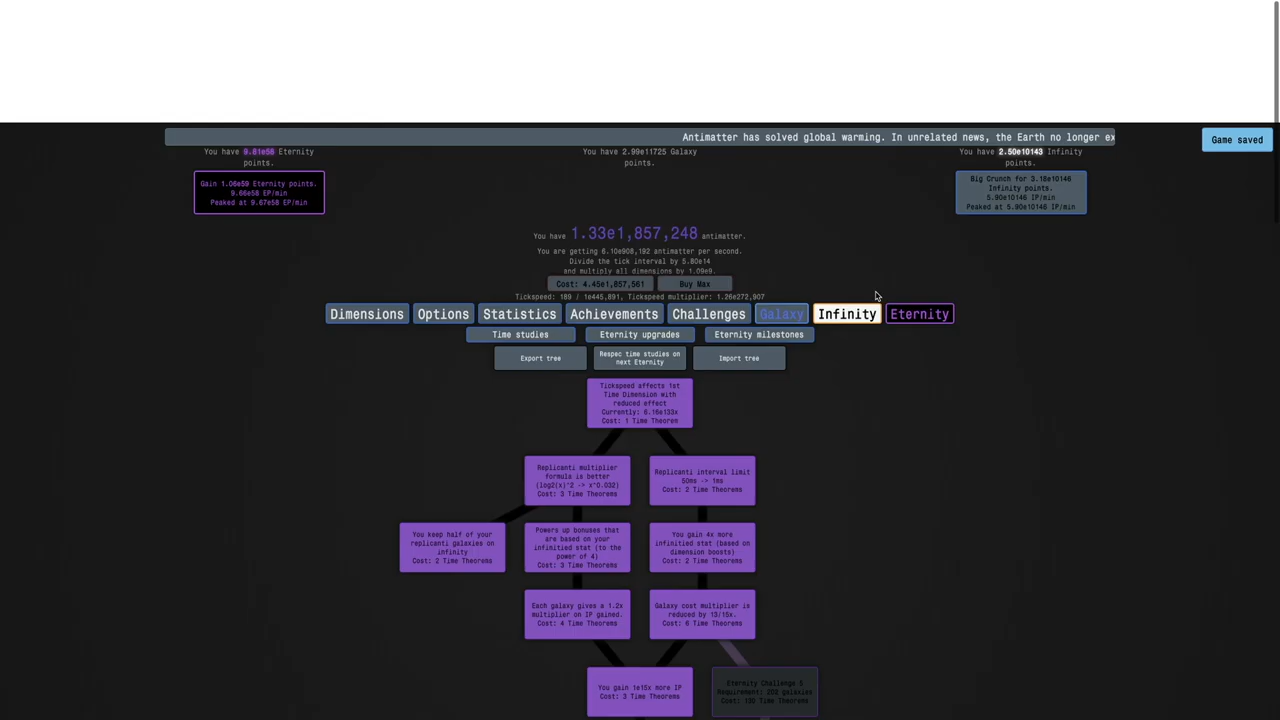 Antimatter has solved global warming. In unrelated news, the Earth no longer ex
Game saved
You have 9.81e58 Eternity
points.
Gain 1.06e59 Eternity points.
9.66e58 EP/min
Peaked at 9.67e58 EP/min
You have 2.99e11725 Galaxy
points.
You have 2.50e10143 Infinity
points.
Big Crunch for 3.18e10146
Infinity points.
5.90e10146 IP/min
Peaked at 5.90e10146 IP/min
You have 1.33e1,857,248 antimatter.
You are getting 6.10e908,192 antimatter per second.
Divide the tick interval by 5.80e14
and multiply all dimensions by 1.09e9.
Cost: 4.45e1,857,561
Buy Max
Tickspeed: 189 / 1e445,891, Tickspeed multiplier: 1.26e272,907
Dimensions
Options
Statistics
Achievements
Challenges
Galaxy
Infinity
Eternity
Time studies
Eternity upgrades
Eternity milestones
Export tree
Respec time studies on
next Eternity
Import tree
Tickspeed affects 1st
Time Dimension with
reduced effect
Currently: 6.16e133x
Cost: 1 Time Theorem
Replicanti multiplier
formula is better
(log2(x)^2 -> x^0.032)
Cost: 3 Time Theorems
Replicanti interval limit
50ms -> 1ms
Cost: 2 Time Theorems
You keep half of your
replicanti galaxies on
infinity
Cost: 2 Time Theorems
Powers up bonuses that
are based on your
infinitied stat (to the
power of 4)
Cost: 3 Time Theorems
You gain 4x more
infinitied stat (based on
dimension boosts)
Cost: 2 Time Theorems
Each galaxy gives a 1.2x
multiplier on IP gained.
Cost: 4 Time Theorems
Galaxy cost multiplier is
reduced by 13/15x.
Cost: 6 Time Theorems
You gain 1e15x more IP
Cost: 3 Time Theorems
Eternity Challenge 5
Requirement: 202 galaxies
Cost: 135 Time Theorems